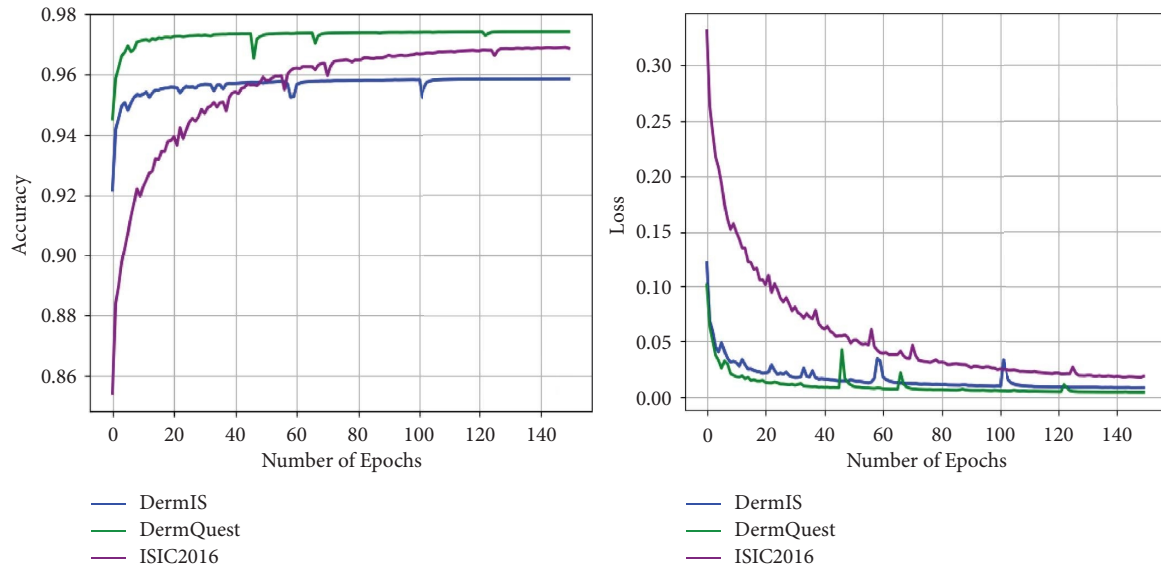 0.98
0.96
0.94
0.92
0.90
0.88
0.86
Accuracy
0 20 40 60 80 100 120 140
Number of Epochs
DermIS
DermQuest
ISIC2016
0.30
0.25
0.20
0.15
0.10
0.05
0.00
Loss
0 20 40 60 80 100 120 140
Number of Epochs
DermIS
DermQuest
ISIC2016